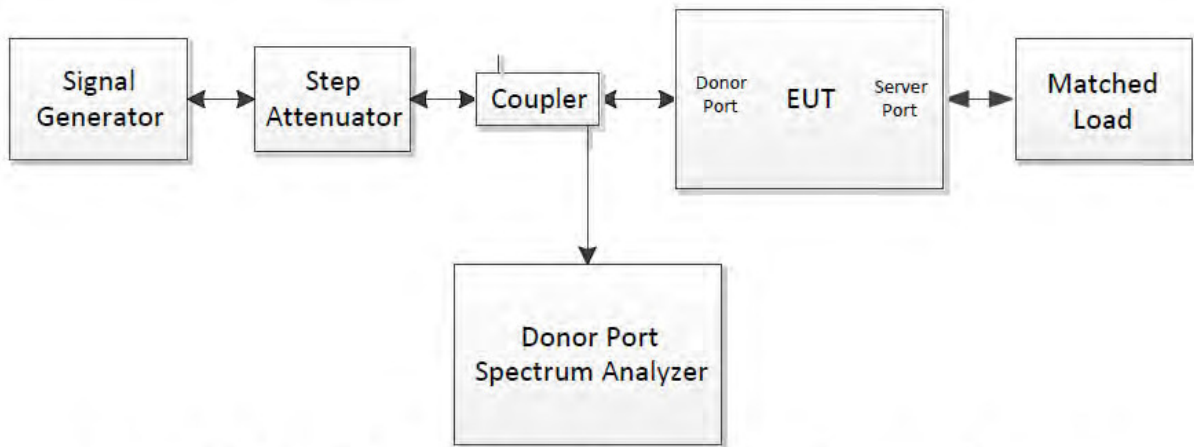 Signal
Generator
Step
Attenuator
Coupler
Donor
Port
EUT
Server
Port
Matched
Load
Donor Port
Spectrum Analyzer